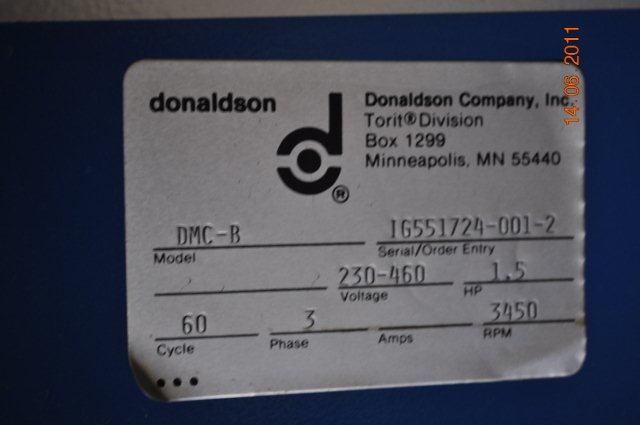 donaldson
Donaldson Company, Inc.
Torit® Division
Box 1299
Minneapolis, MN 55440
d
®
DMC-B
Model
IG551724-001-2
Serial/Order Entry
230-460
Voltage
1.5
HP
60
Cycle
3
Phase
Amps
3450
RPM
14.06.2011